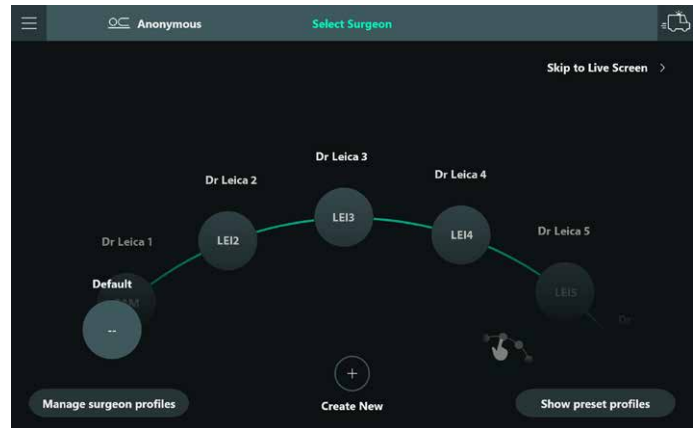 Anonymous
Select Surgeon
Skip to Live Screen
Dr Leica 3
Dr Leica 2
Dr Leica 4
LEI3
Dr Leica 1
LEI2
LEI4
Dr Leica 5
Default
LEI5
--
Dr
Manage surgeon profiles
Create New
Show preset profiles